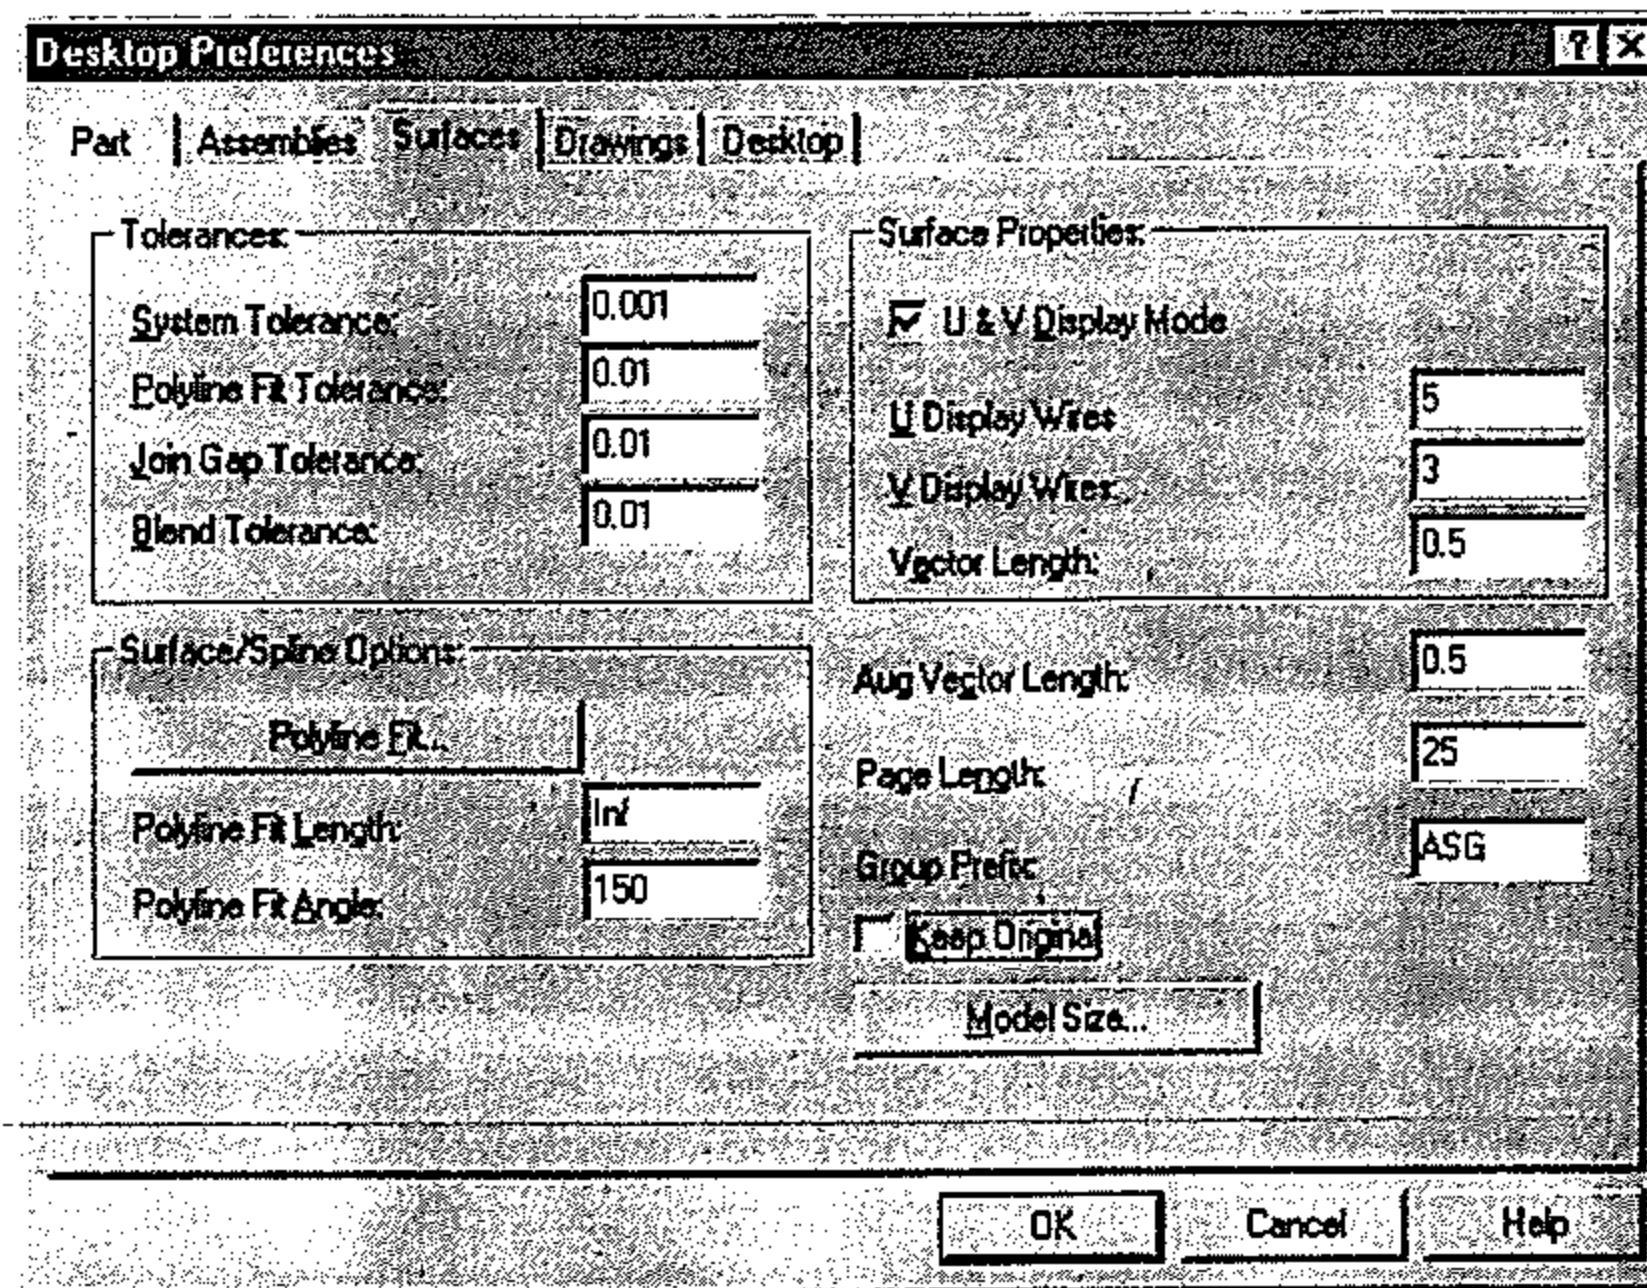 Desktop Preferences
Part Assemblies Surfaces Drawings Desktop
Tolerances:
System Tolerance: 0.001
Polyline Fit Tolerance: 0.01
Join Gap Tolerance: 0.01
Blend Tolerance: 0.01
Surface/Spline Options:
Polyline Fit...
Polyline Fit Length: Inf
Polyline Fit Angle: 150
Surface Properties:
U & V Display Mode
U Display Wires 5
V Display Wires: 3
Vector Length: 0.5
Aug Vector Length: 0.5
Page Length: 25
Group Prefix: ASG
Keep Original
Model Size...
OK Cancel Help